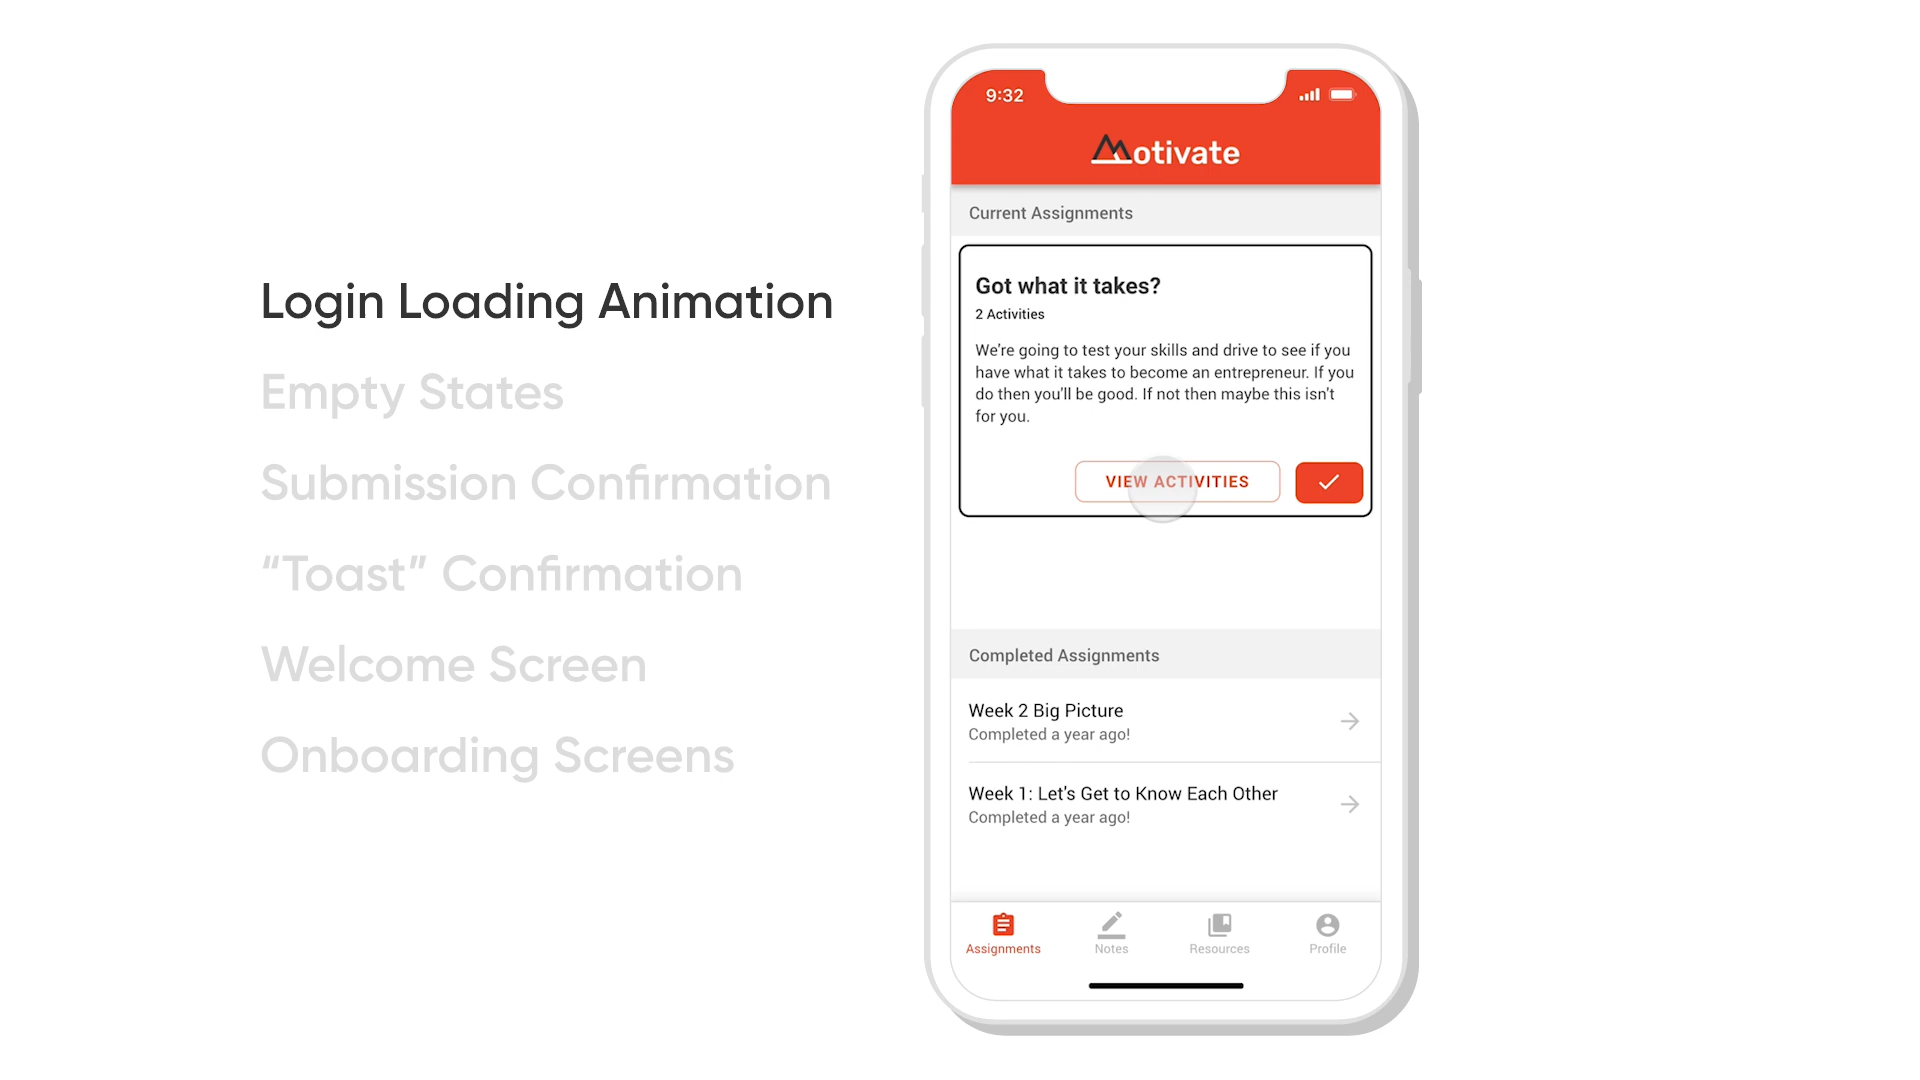 Login Loading Animation
Empty States
Submission Confirmation
“Toast” Confirmation
Welcome Screen
Onboarding Screens
9:32
Motivate
Current Assignments
Got what it takes?
2 Activities
We're going to test your skills and drive to see if you
have what it takes to become an entrepreneur. If you
do then you'll be good. If not then maybe this isn't
for you.
VIEW ACTIVITIES
Completed Assignments
Week 2 Big Picture
Completed a year ago!
Week 1: Let's Get to Know Each Other
Completed a year ago!
Assignments
Notes
Resources
Profile